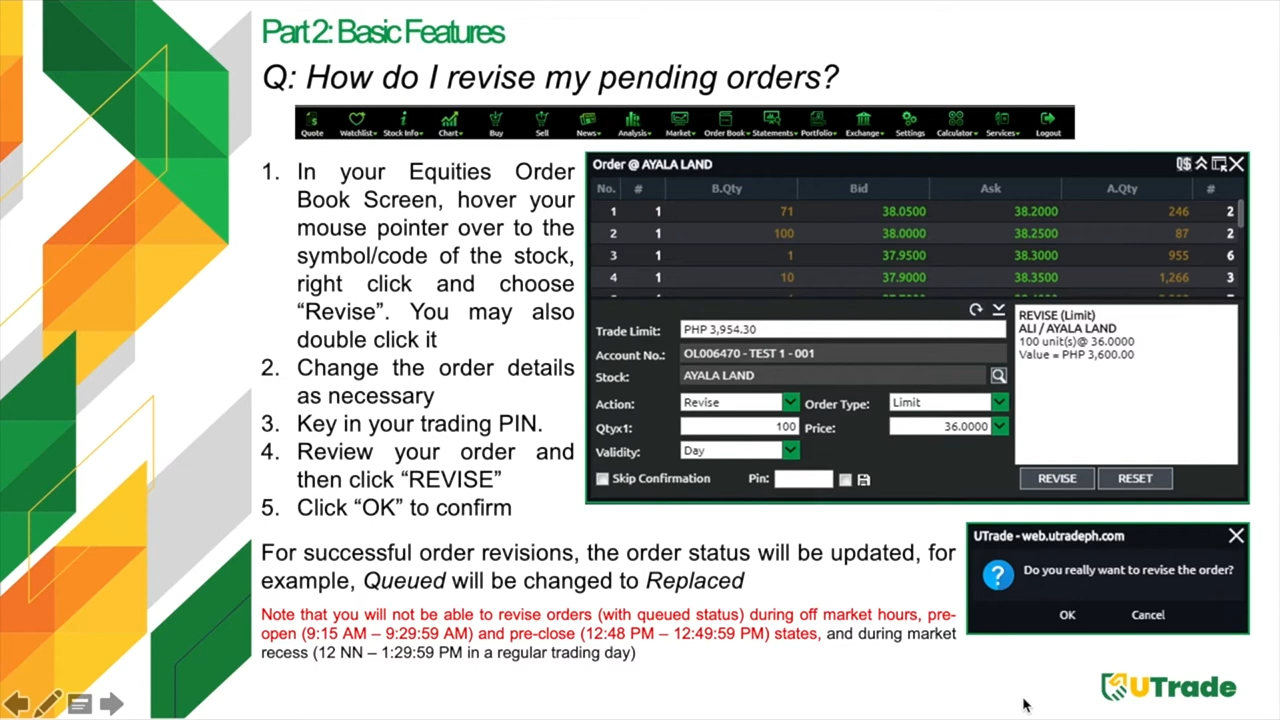 Part 2: Basic Features
Q: How do I revise my pending orders?
Quote Watchlist Stock Info Chart Buy Sell News Analysis Market Order Book Statements Portfolio Exchange Settings Calculator Services Logout
1. In your Equities Order
Book Screen, hover your
mouse pointer over to the
symbol/code of the stock,
right click and choose
“Revise”. You may also
double click it
2. Change the order details
as necessary
3. Key in your trading PIN.
4. Review your order and
then click “REVISE”
5. Click “OK” to confirm
Order @ AYALA LAND
No. # B.Qty Bid Ask A.Qty #
1 1 71 38.0500 38.2000 246 2
2 1 100 38.0000 38.2500 87 2
3 1 1 37.9500 38.3000 955 6
4 1 10 37.9000 38.3500 1,266 3
Trade Limit: PHP 3,954.30
Account No.: OL006470 - TEST 1 - 001
Stock: AYALA LAND
Action: Revise Order Type: Limit
Qtyx1: 100 Price: 36.0000
Validity: Day
Skip Confirmation Pin:
REVISE (Limit)
ALI / AYALA LAND
100 unit(s)@ 36.0000
Value = PHP 3,600.00
REVISE RESET
For successful order revisions, the order status will be updated, for
example, Queued will be changed to Replaced
Note that you will not be able to revise orders (with queued status) during off market hours, pre-
open (9:15 AM – 9:29:59 AM) and pre-close (12:48 PM – 12:49:59 PM) states, and during market
recess (12 NN – 1:29:59 PM in a regular trading day)
UTrade - web.utradeph.com
Do you really want to revise the order?
OK Cancel
UTrade